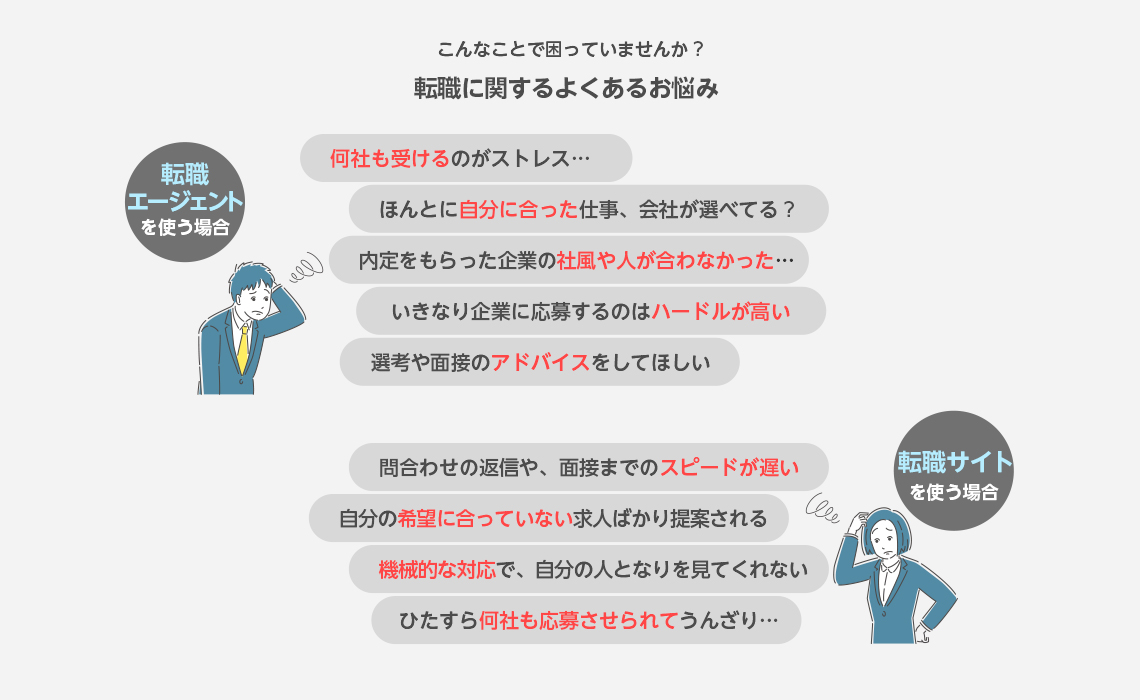 こんなことで困っていませんか？
転職に関するよくあるお悩み
転職
エージェント
を使う場合
何社も受けるのがストレス…
ほんとに自分に合った仕事、会社が選べてる？
内定をもらった企業の社風や人が合わなかった…
いきなり企業に応募するのはハードルが高い
選考や面接のアドバイスをしてほしい
転職サイト
を使う場合
問合わせの返信や、面接までのスピードが遅い
自分の希望に合っていない求人ばかり提案される
機械的な対応で、自分の人となりを見てくれない
ひたすら何社も応募させられてうんざり…